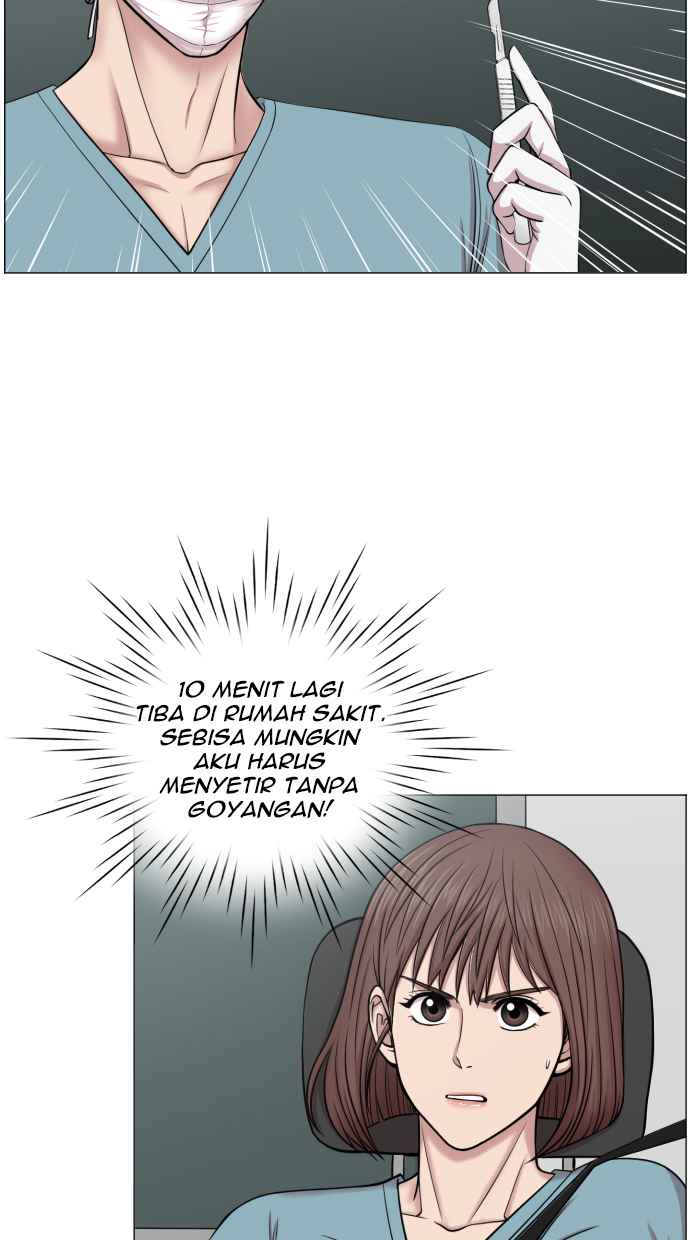 10 MENIT LAGI
TIBA DI RUMAH SAKIT.
SEBISA MUNGKIN
AKU HARUS
MENYETIR TANPA
GOYANGAN!